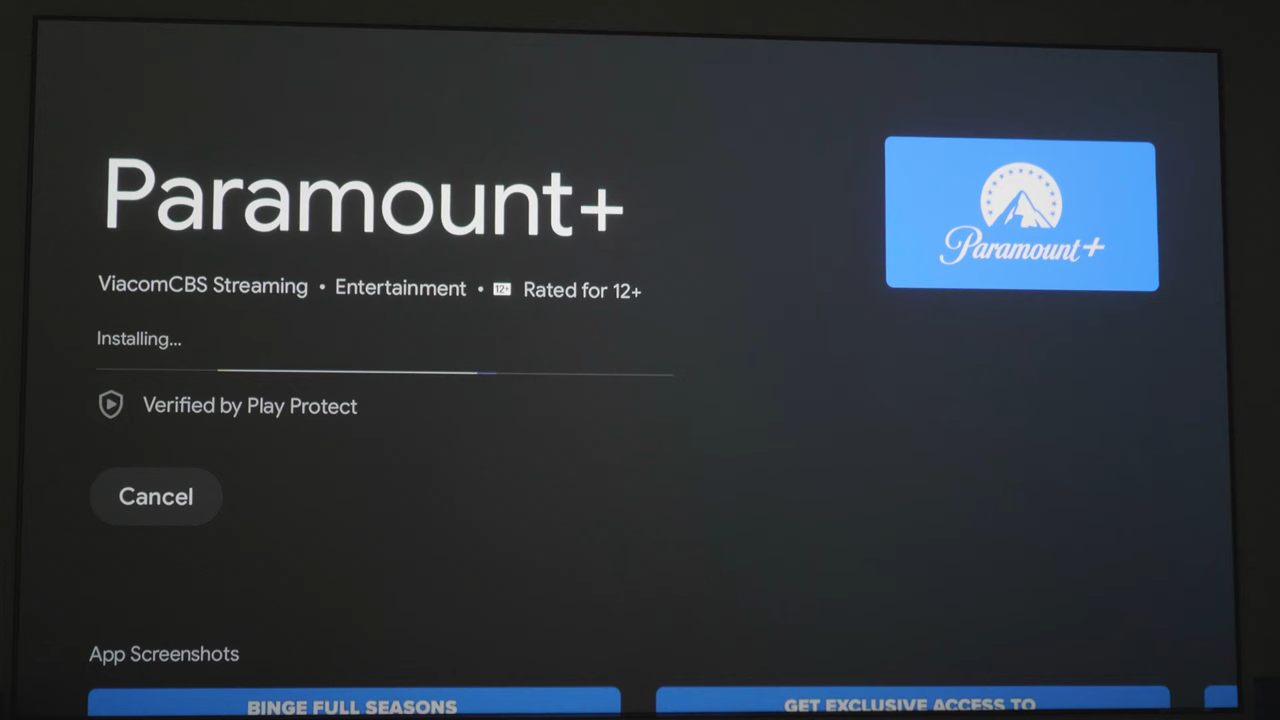 Paramount+
Paramount+
ViacomCBS Streaming • Entertainment • 12+ Rated for 12+
Installing...
Verified by Play Protect
Cancel
App Screenshots
BINGE FULL SEASONS
GET EXCLUSIVE ACCESS TO